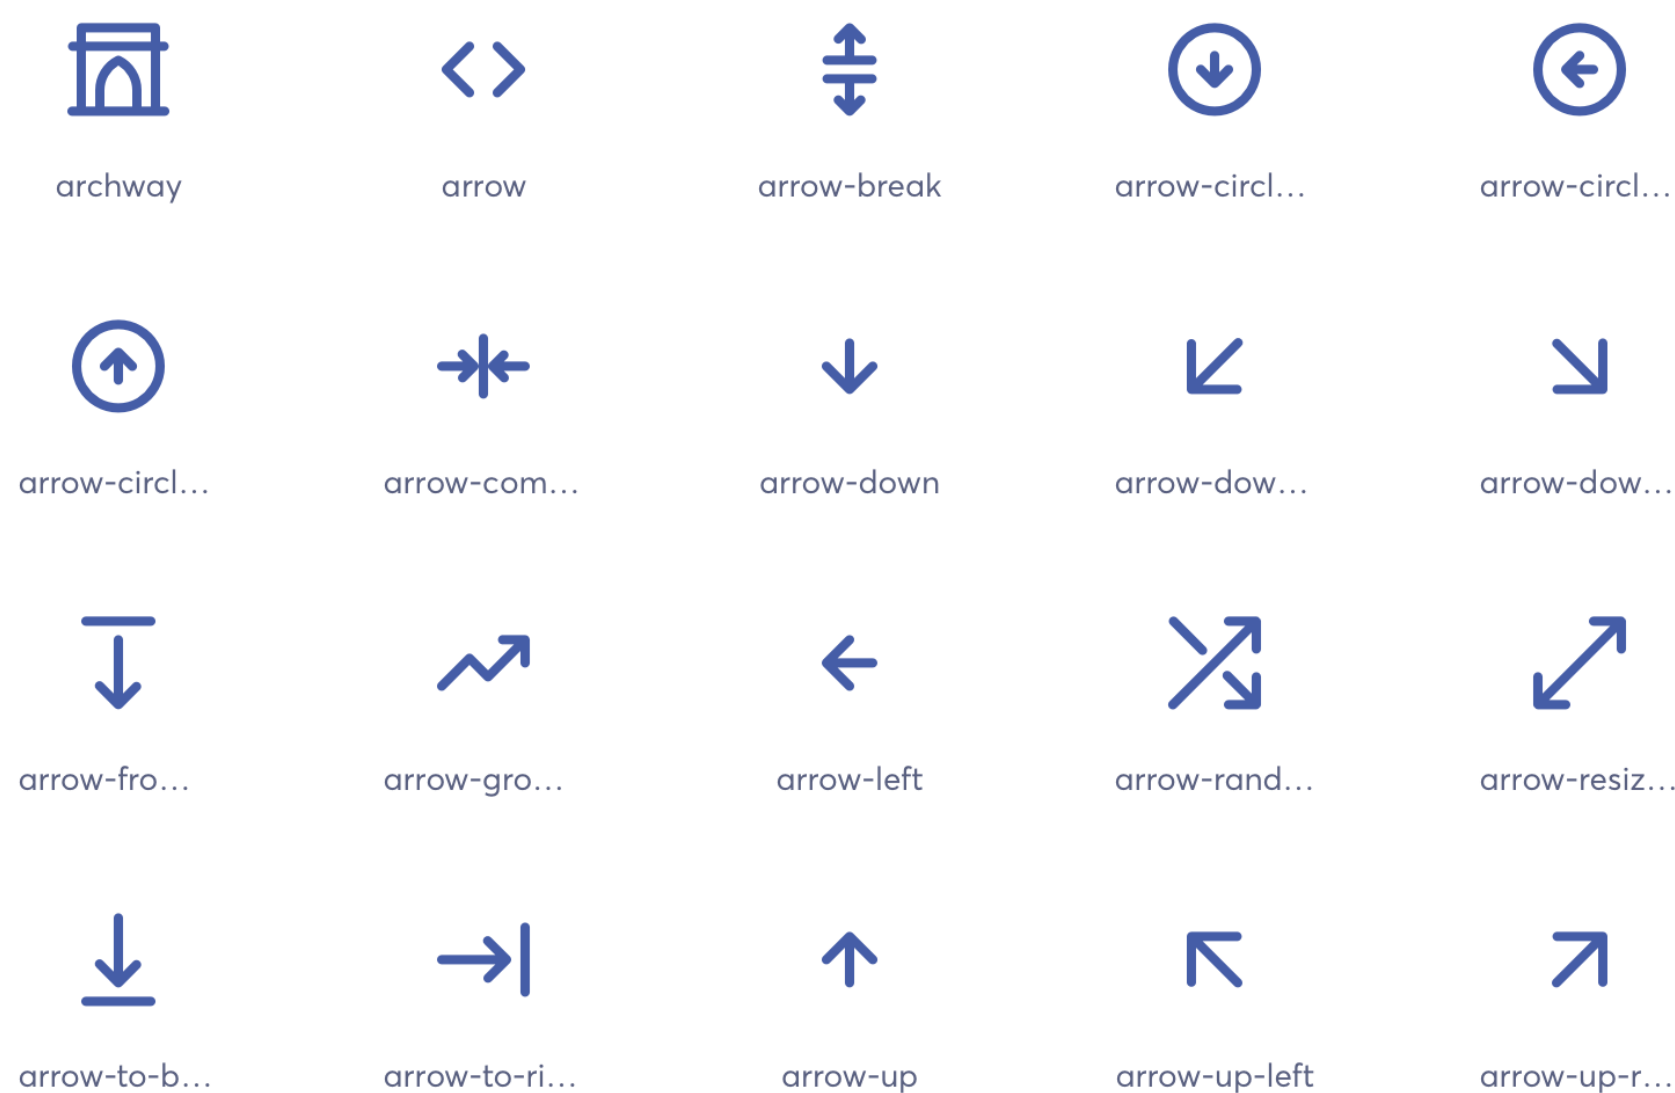 archway
arrow
arrow-break
arrow-circl...
arrow-circl...
arrow-circl...
arrow-com...
arrow-down
arrow-dow...
arrow-dow...
arrow-fro...
arrow-gro...
arrow-left
arrow-rand...
arrow-resiz...
arrow-to-b...
arrow-to-ri...
arrow-up
arrow-up-left
arrow-up-r...